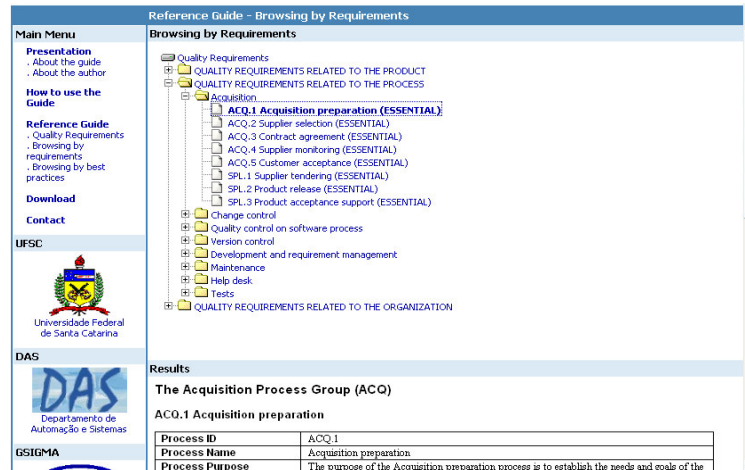 Reference Guide - Browsing by Requirements
Main Menu
Presentation
. About the guide
. About the author
How to use the
Guide
Reference Guide
. Quality Requirements
. Browsing by
requirements
. Browsing by best
practices
Download
Contact
UFSC
Universidade Federal
de Santa Catarina
DAS
DAS
Departamento de
Automação e Sistemas
GSIGMA
Browsing by Requirements
Quality Requirements
QUALITY REQUIREMENTS RELATED TO THE PRODUCT
QUALITY REQUIREMENTS RELATED TO THE PROCESS
Acquisition
ACQ.1 Acquisition preparation (ESSENTIAL)
ACQ.2 Supplier selection (ESSENTIAL)
ACQ.3 Contract agreement (ESSENTIAL)
ACQ.4 Supplier monitoring (ESSENTIAL)
ACQ.5 Customer acceptance (ESSENTIAL)
SPL.1 Supplier tendering (ESSENTIAL)
SPL.2 Product release (ESSENTIAL)
SPL.3 Product acceptance support (ESSENTIAL)
Change control
Quality control on software process
Version control
Development and requirement management
Maintenance
Help desk
Tests
QUALITY REQUIREMENTS RELATED TO THE ORGANIZATION
Results
The Acquisition Process Group (ACQ)
ACQ.1 Acquisition preparation
Process ID ACQ.1
Process Name Acquisition preparation
Process Purpose The purpose of the Acquisition preparation process is to establish the needs and goals of the